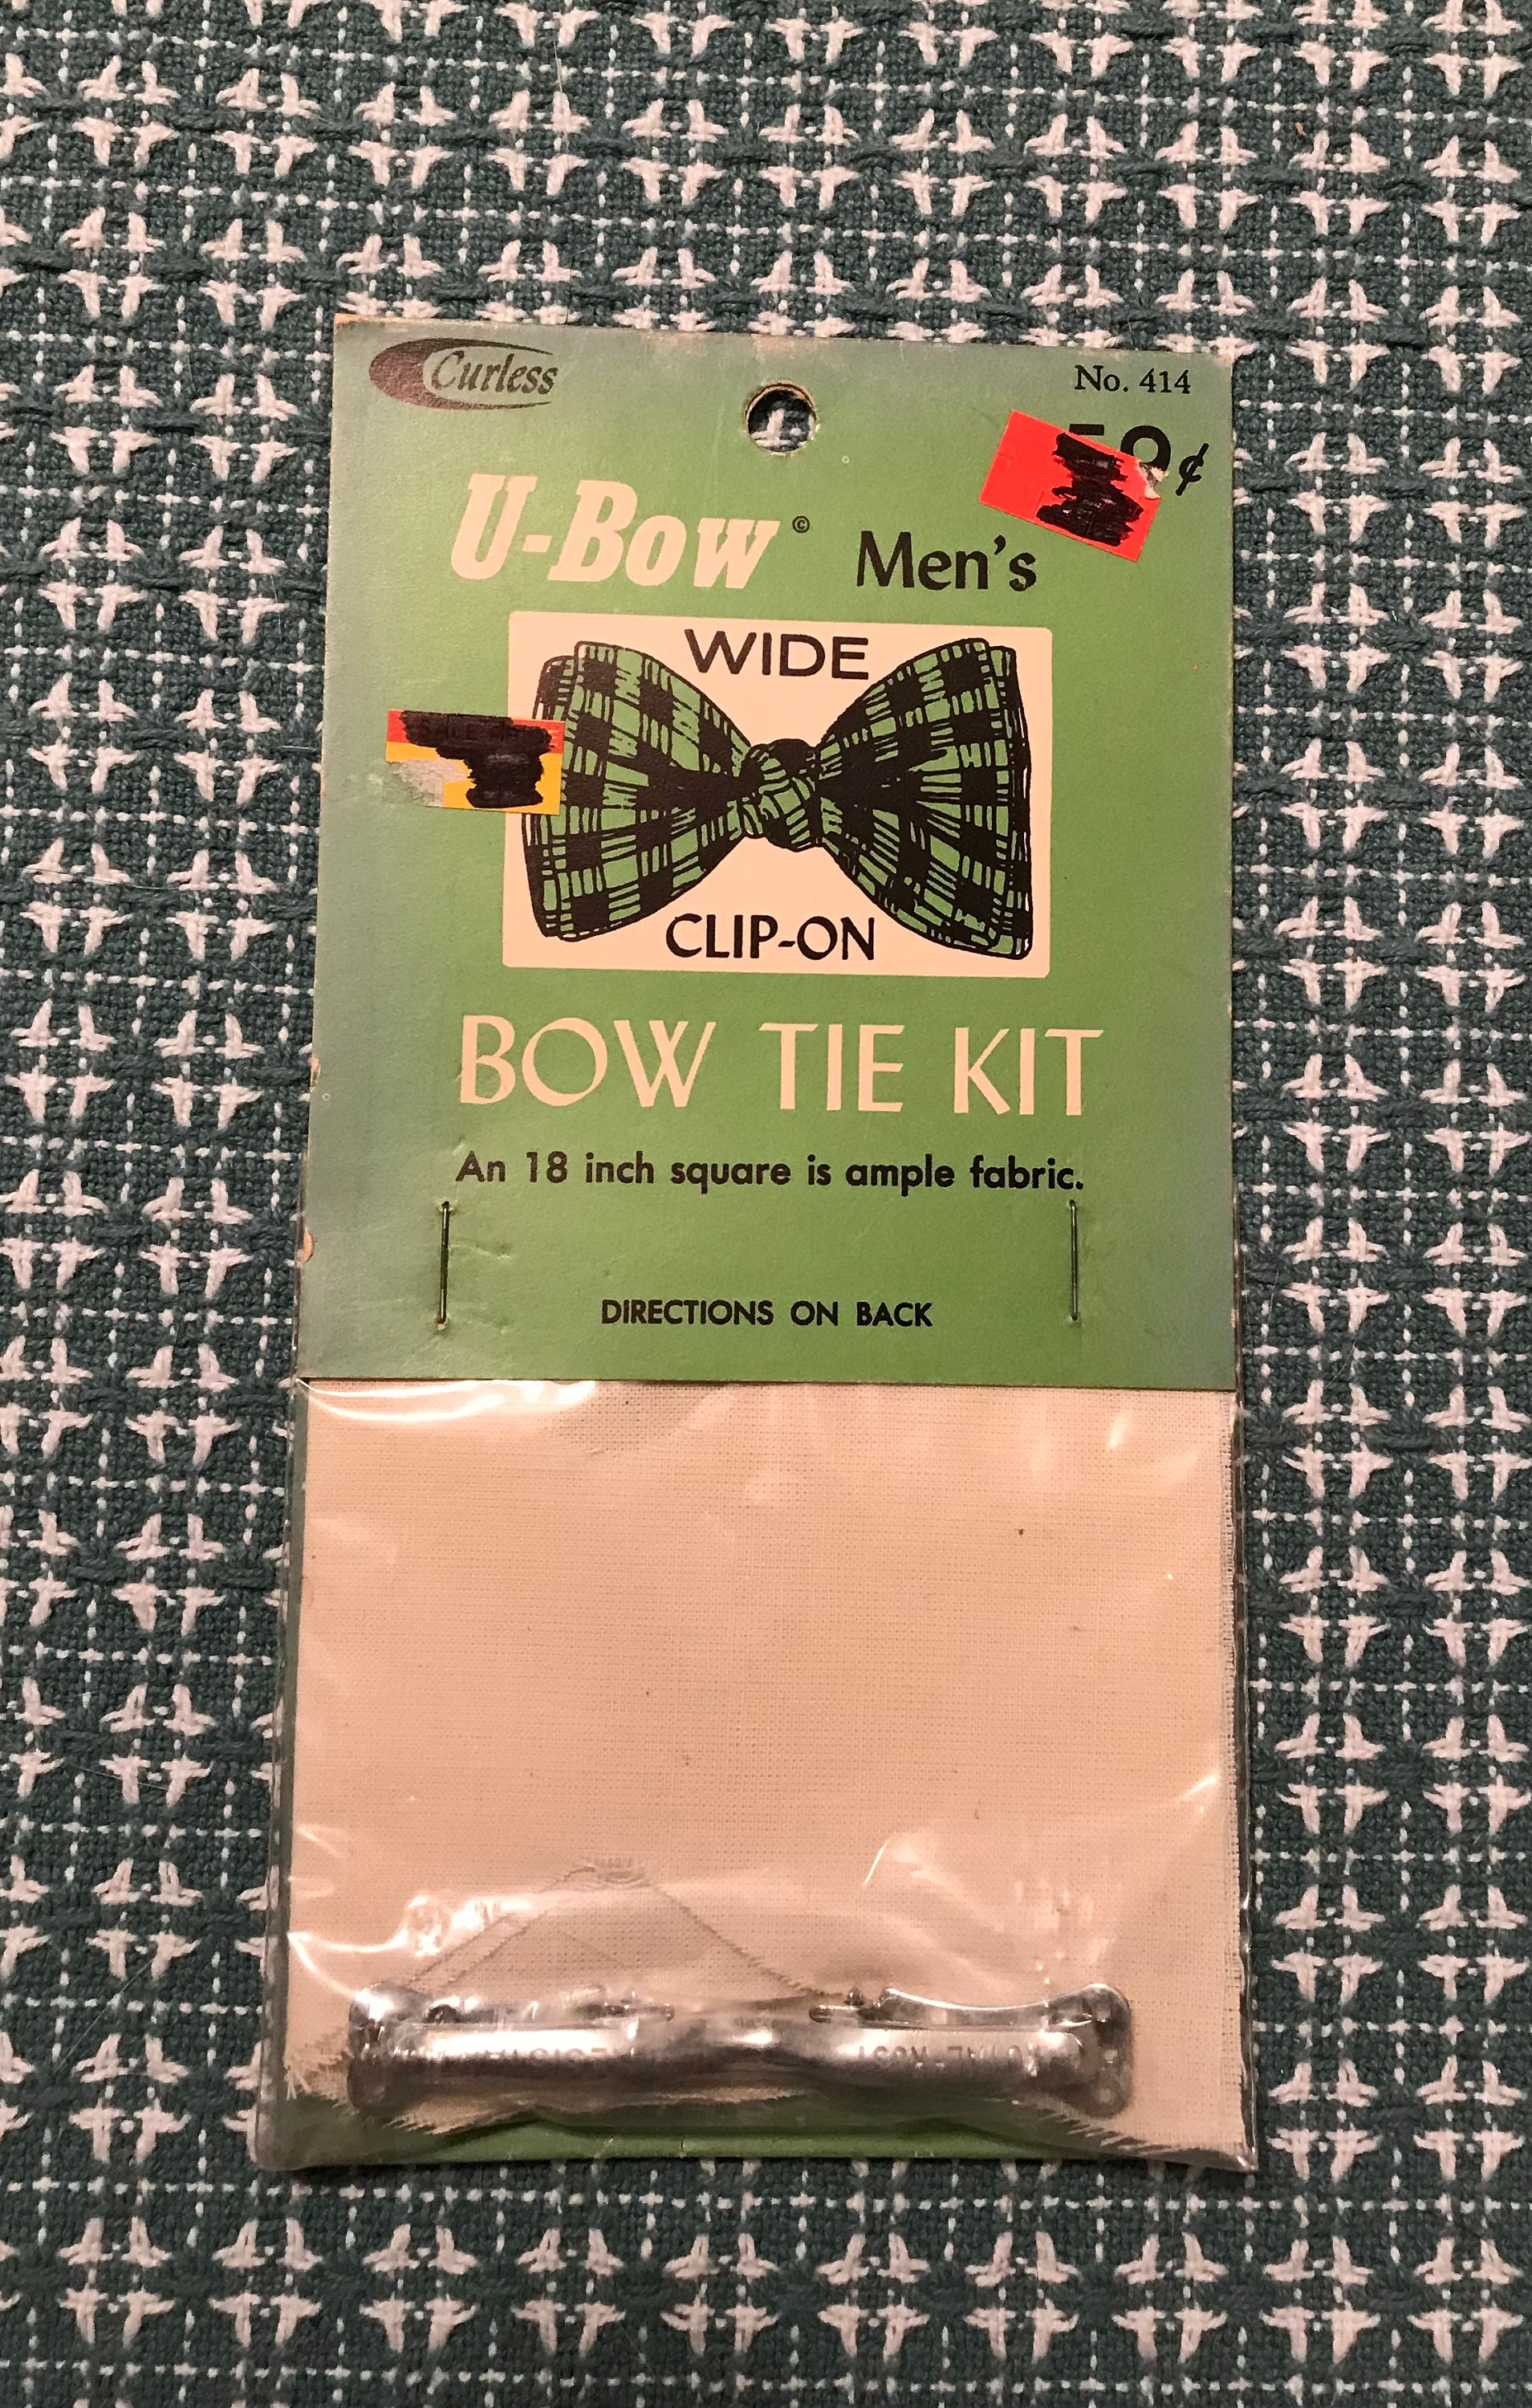 Curless
No. 414
¢
U-Bow © Men's
WIDE
CLIP-ON
BOW TIE KIT
An 18 inch square is ample fabric.
DIRECTIONS ON BACK